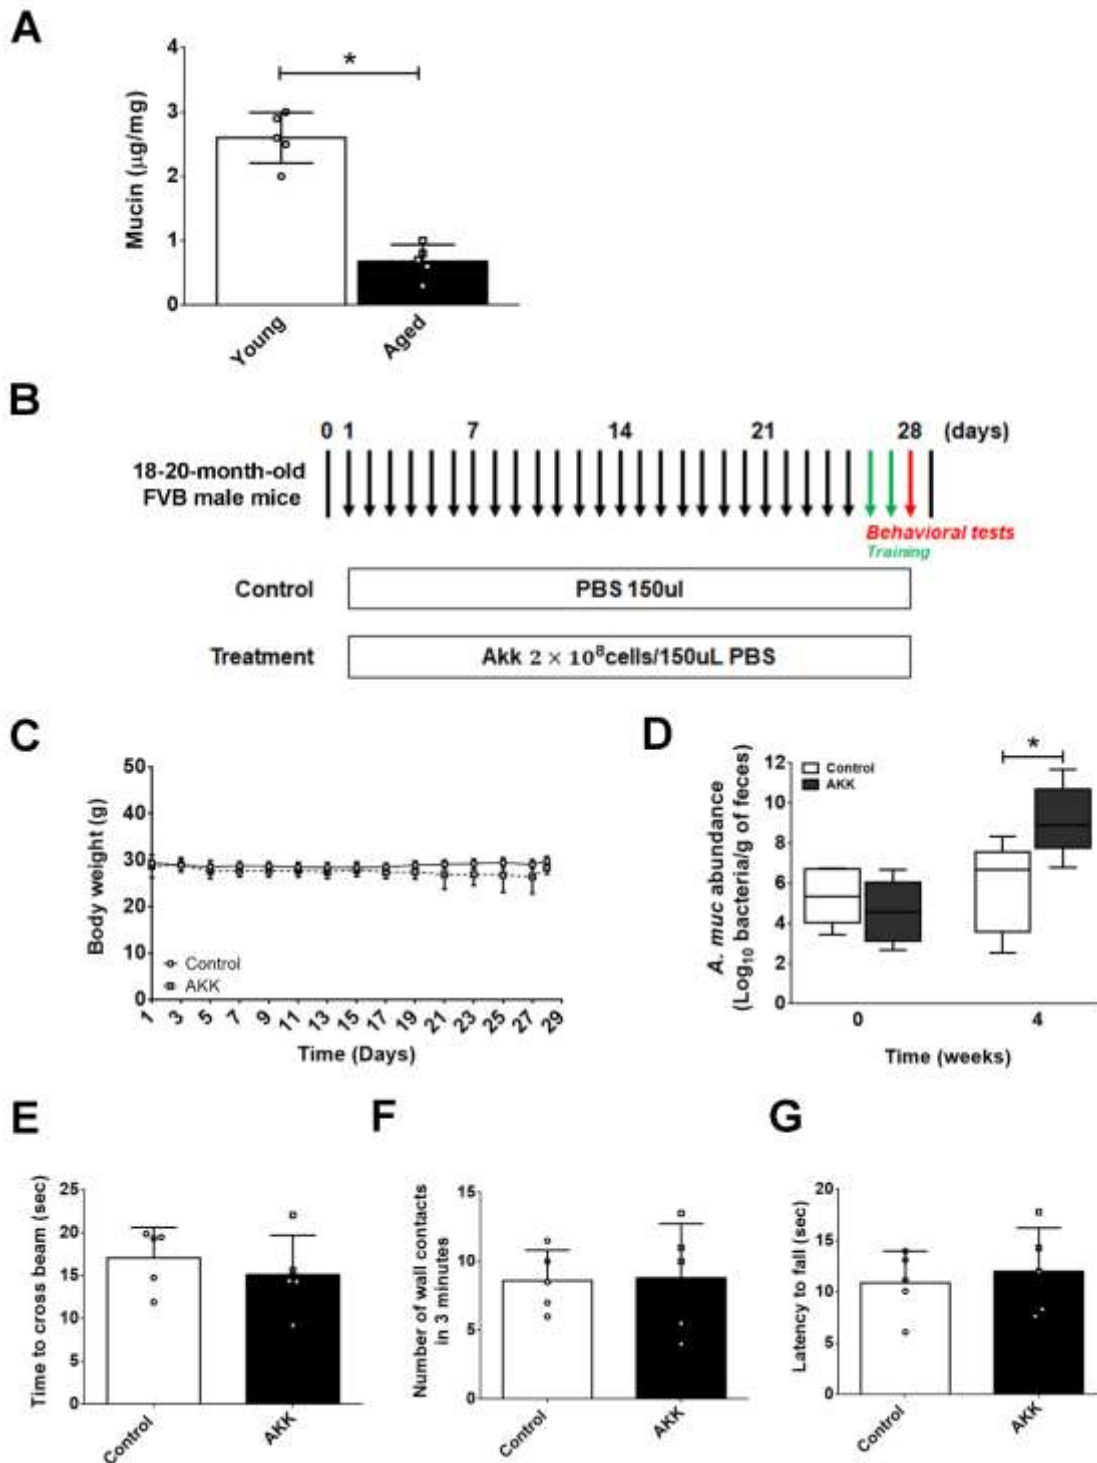 A
4
3
2
1
0
Mucin (µg/mg)
*
Young
Aged
B
0 1 7 14 21 28 (days)
18-20-month-old
FVB male mice
Behavioral tests
Training
Control
PBS 150ul
Treatment
Akk 2 × 10⁸cells/150uL PBS
C
50
40
30
20
10
0
Body weight (g)
Control
AKK
1 3 5 7 9 11 13 15 17 19 21 23 25 27 29
Time (Days)
D
12
10
8
6
4
2
0
A. muc abundance
(Log₁₀ bacteria/g of feces)
Control
AKK
*
0 4
Time (weeks)
E
25
20
15
10
5
0
Time to cross beam (sec)
Control
AKK
F
15
10
5
0
Number of wall contacts
in 3 minutes
Control
AKK
G
20
15
10
5
0
Latency to fall (sec)
Control
AKK